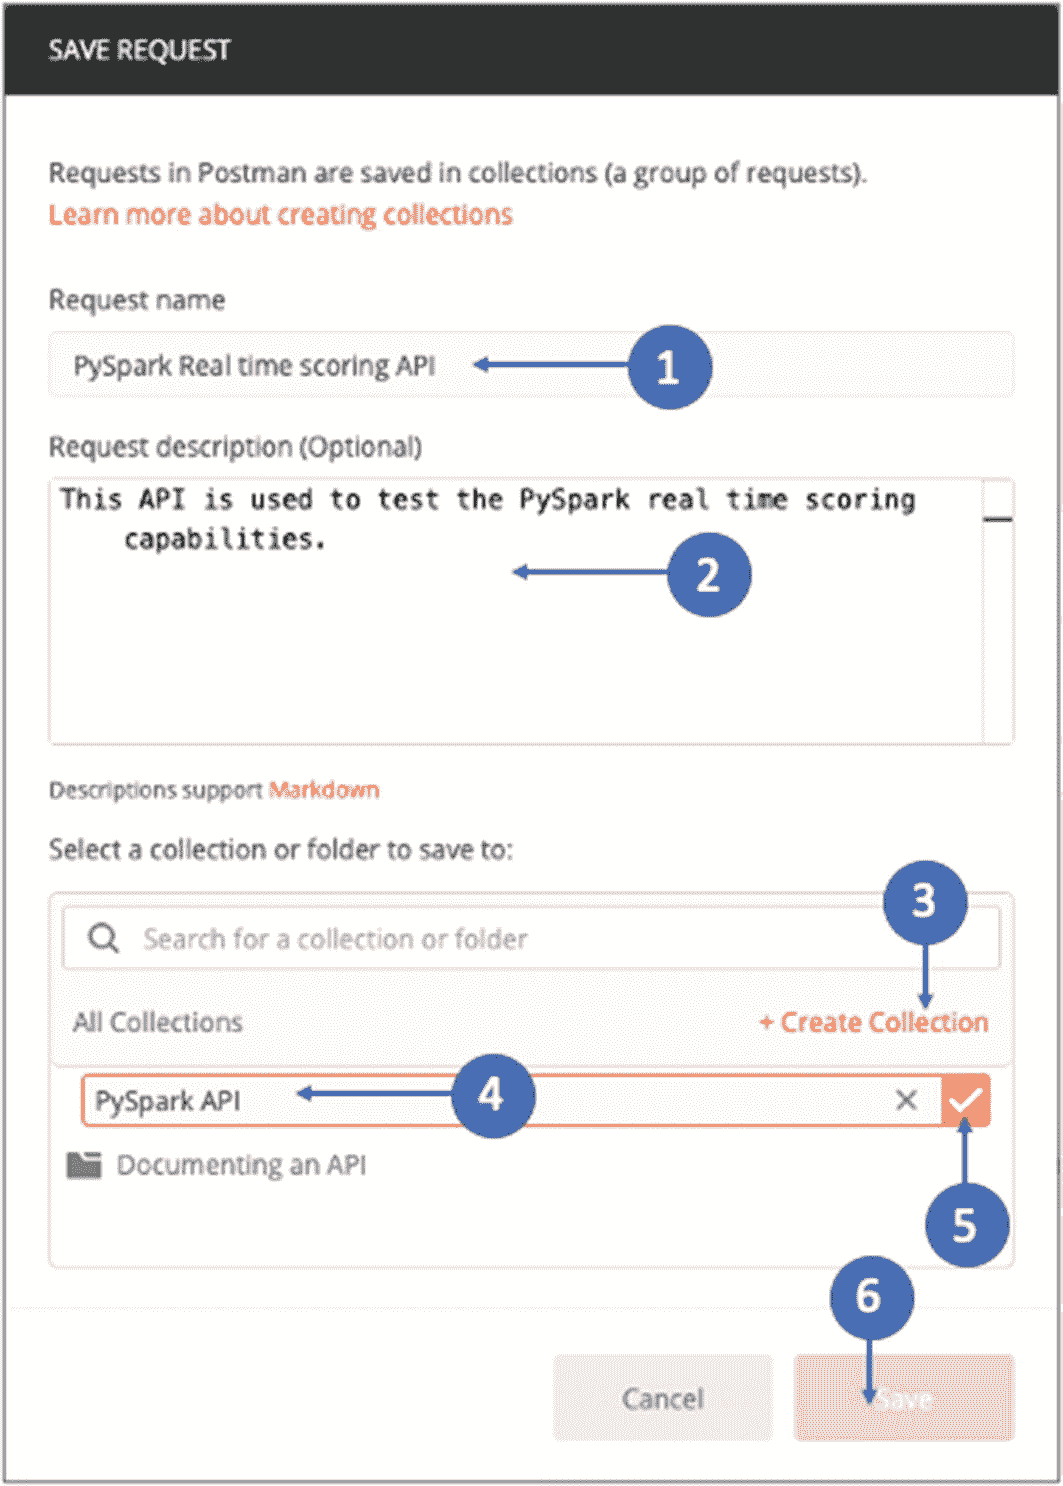 SAVE REQUEST
Requests in Postman are saved in collections (a group of requests).
Learn more about creating collections
Request name
PySpark Real time scoring API
1
Request description (Optional)
This API is used to test the PySpark real time scoring
capabilities.
2
Descriptions support Markdown
Select a collection or folder to save to:
3
Search for a collection or folder
All Collections
+ Create Collection
PySpark API
4
Documenting an API
5
6
Cancel
Save